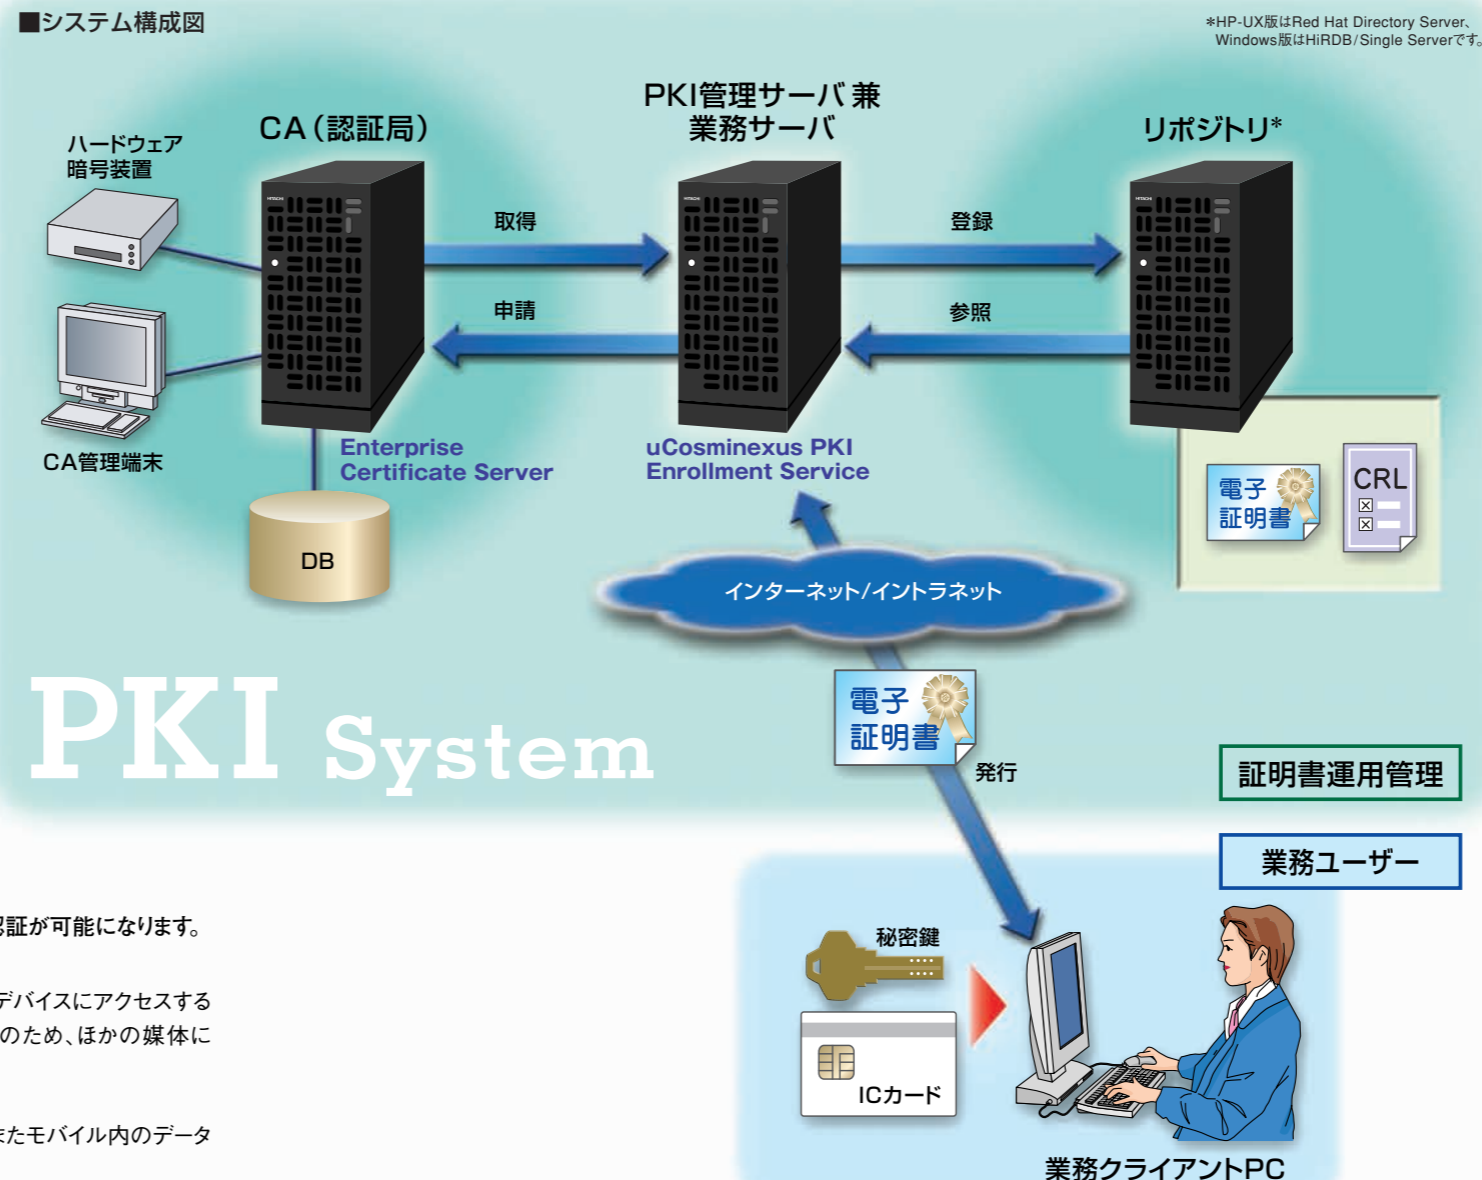 ■システム構成図
*HP-UX版はRed Hat Directory Server、
Windows版はHiRDB/Single Serverです。
PKI管理サーバ 兼
業務サーバ
CA（認証局）
リポジトリ*
ハードウェア
暗号装置
HITACHI
HITACHI
HITACHI
取得
登録
申請
参照
CA管理端末
Enterprise
Certificate Server
uCosminexus PKI
Enrollment Service
電子
証明書
CRL
DB
インターネット/イントラネット
PKI System
電子
証明書
発行
証明書運用管理
業務ユーザー
認証が可能になります。
秘密鍵
デバイスにアクセスする
のため、ほかの媒体に
ICカード
またモバイル内のデータ
業務クライアントPC